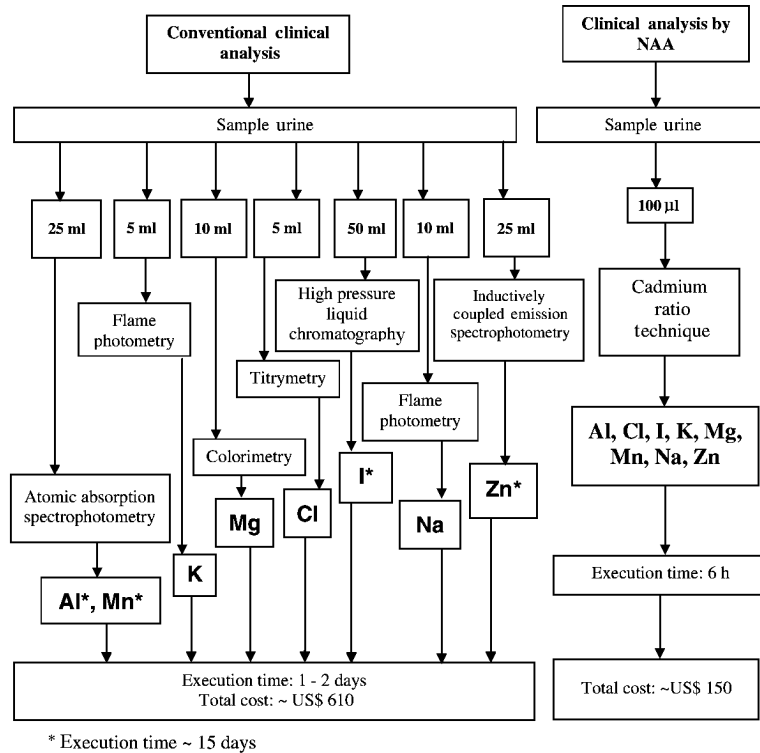 Conventional clinical
analysis
Sample urine
25 ml
5 ml
10 ml
5 ml
50 ml
10 ml
25 ml
Flame
photometry
High pressure
liquid
chromatography
Inductively
coupled emission
spectrophotometry
Titrymetry
Flame
photometry
Colorimetry
Atomic absorption
spectrophotometry
Al*, Mn*
K
Mg
Cl
I*
Na
Zn*
Execution time: 1 - 2 days
Total cost: ~ US$ 610
* Execution time ~ 15 days
Clinical analysis by
NAA
Sample urine
100 µl
Cadmium
ratio
technique
Al, Cl, I, K, Mg,
Mn, Na, Zn
Execution time: 6 h
Total cost: ~US$ 150